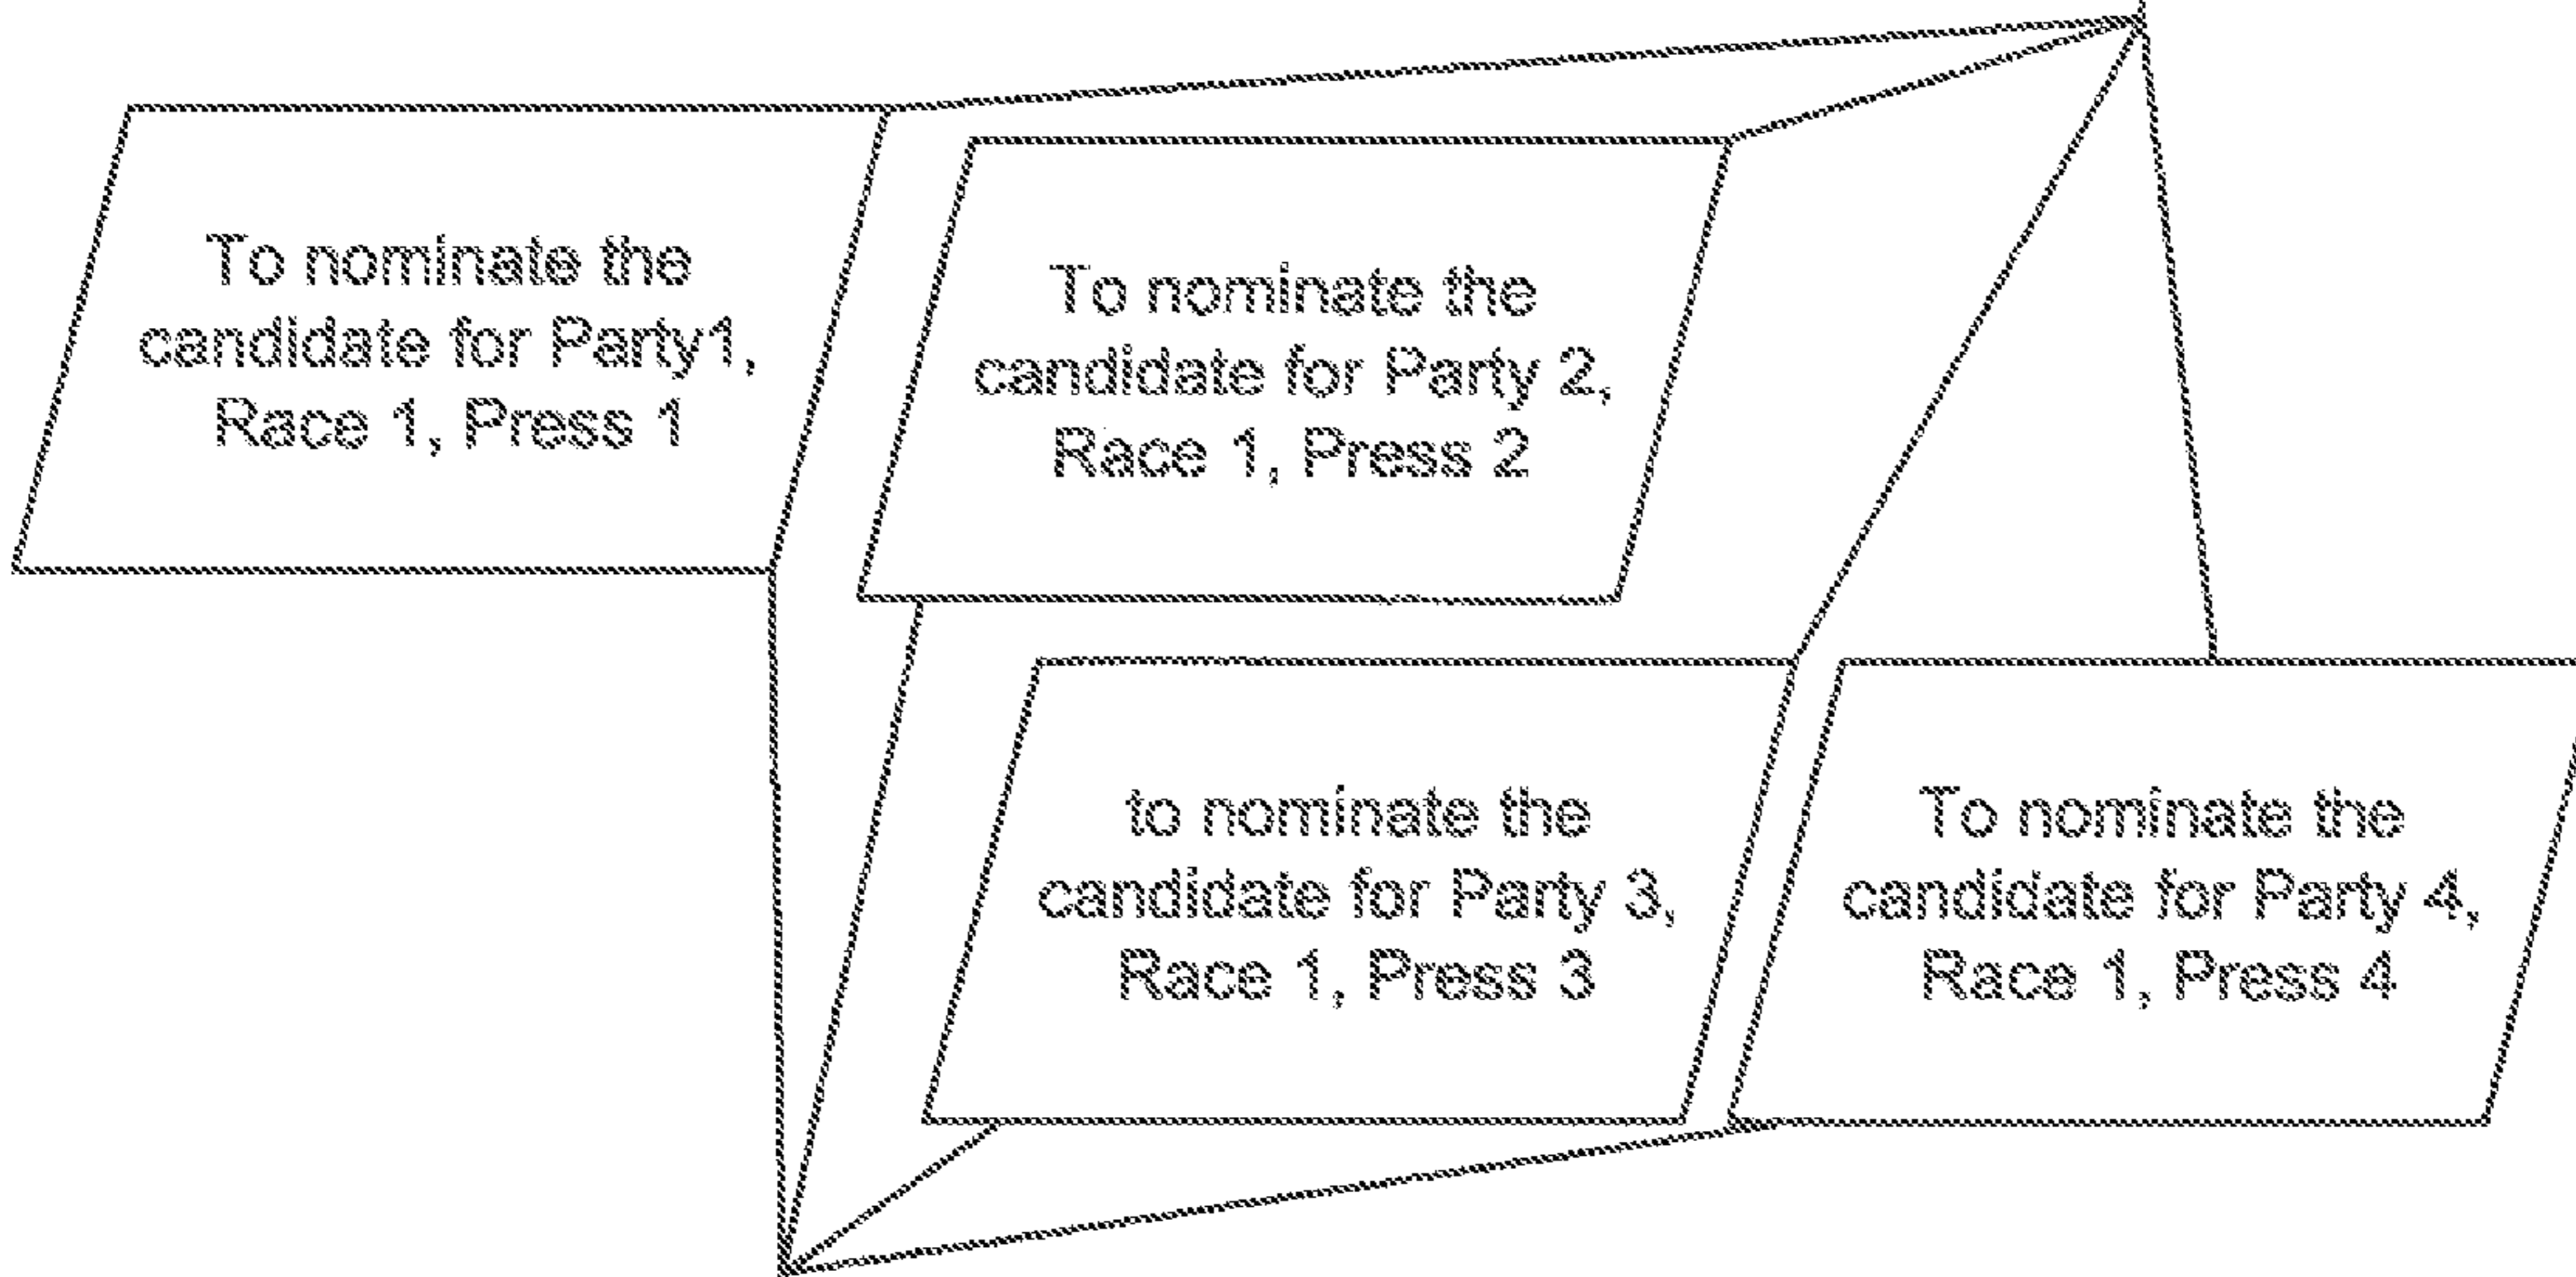 To nominate the
candidate for Party1,
Race 1, Press 1
To nominate the
candidate for Party 2,
Race 1, Press 2
to nominate the
candidate for Party 3,
Race 1, Press 3
To nominate the
candidate for Party 4,
Race 1, Press 4